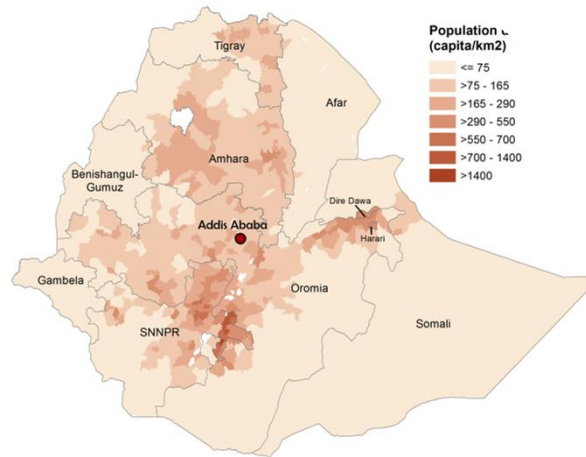 Population
(capita/km2)
<= 75
>75 - 165
>165 - 290
>290 - 550
>550 - 700
>700 - 1400
>1400
Tigray
Afar
Amhara
Benishangul-
Gumuz
Dire Dawa
Harari
Addis Ababa
Gambela
Oromia
SNNPR
Somali